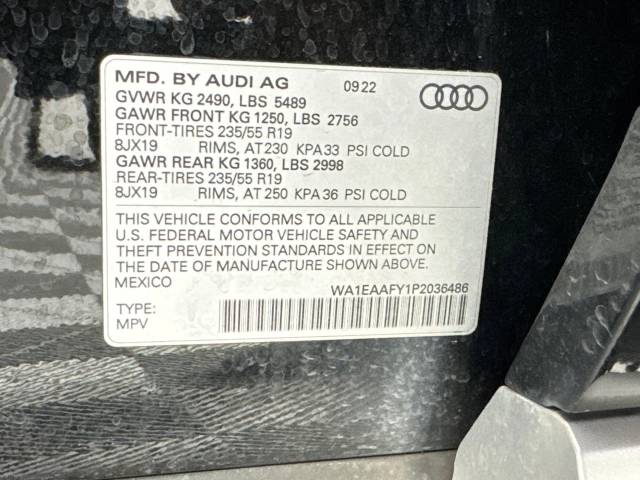 MFD. BY AUDI AG 09 22
GVWR KG 2490, LBS 5489
GAWR FRONT KG 1250, LBS 2756
FRONT-TIRES 235/55 R19
8JX19 RIMS, AT 230 KPA 33 PSI COLD
GAWR REAR KG 1360, LBS 2998
REAR-TIRES 235/55 R19
8JX19 RIMS, AT 250 KPA 36 PSI COLD
THIS VEHICLE CONFORMS TO ALL APPLICABLE
U.S. FEDERAL MOTOR VEHICLE SAFETY AND
THEFT PREVENTION STANDARDS IN EFFECT ON
THE DATE OF MANUFACTURE SHOWN ABOVE.
MEXICO WA1EAAFY1P2036486
TYPE:
MPV